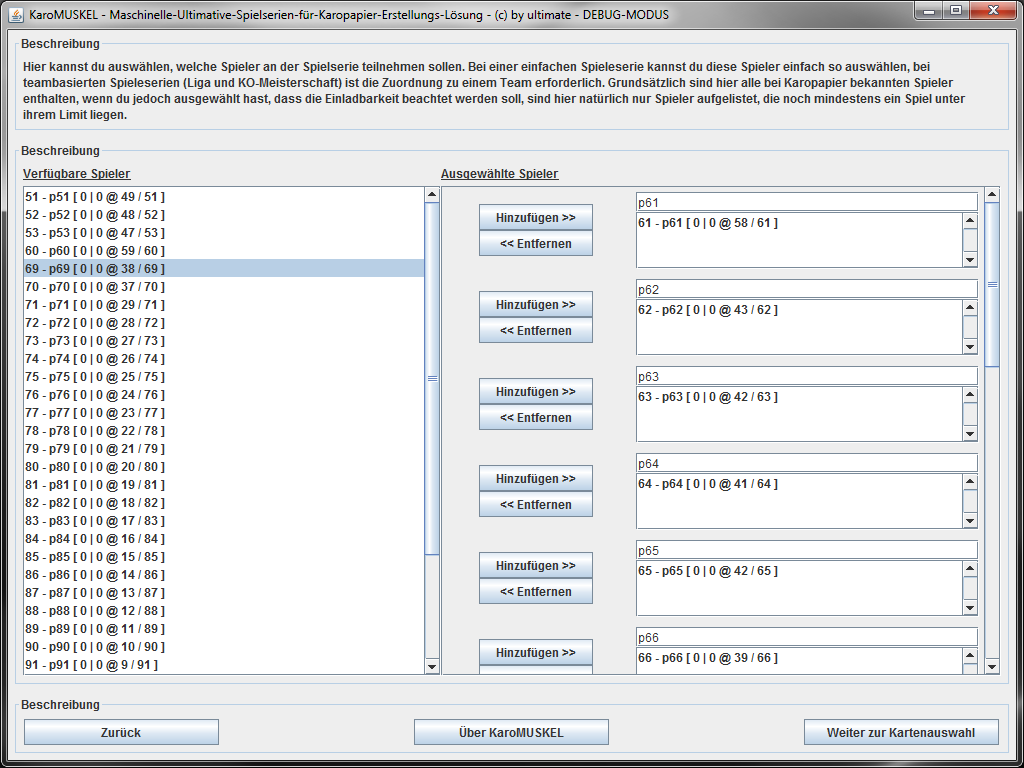 KaroMUSKEL - Maschinelle-Ultimative-Spielserien-für-Karopapier-Erstellungs-Lösung - (c) by ultimate - DEBUG-MODUS
Beschreibung
Hier kannst du auswählen, welche Spieler an der Spielserie teilnehmen sollen. Bei einer einfachen Spieleserie kannst du diese Spieler einfach so auswählen, bei
teambasierten Spieleserien (Liga und KO-Meisterschaft) ist die Zuordnung zu einem Team erforderlich. Grundsätzlich sind hier alle bei Karopapier bekannten Spieler
enthalten, wenn du jedoch ausgewählt hast, dass die Einladbarkeit beachtet werden soll, sind hier natürlich nur Spieler aufgelistet, die noch mindestens ein Spiel unter
ihrem Limit liegen.
Beschreibung
Verfügbare Spieler
51 - p51 [ 0 | 0 @ 49 / 51 ]
52 - p52 [ 0 | 0 @ 48 / 52 ]
53 - p53 [ 0 | 0 @ 47 / 53 ]
60 - p60 [ 0 | 0 @ 59 / 60 ]
69 - p69 [ 0 | 0 @ 38 / 69 ]
70 - p70 [ 0 | 0 @ 37 / 70 ]
71 - p71 [ 0 | 0 @ 29 / 71 ]
72 - p72 [ 0 | 0 @ 28 / 72 ]
73 - p73 [ 0 | 0 @ 27 / 73 ]
74 - p74 [ 0 | 0 @ 26 / 74 ]
75 - p75 [ 0 | 0 @ 25 / 75 ]
76 - p76 [ 0 | 0 @ 24 / 76 ]
77 - p77 [ 0 | 0 @ 23 / 77 ]
78 - p78 [ 0 | 0 @ 22 / 78 ]
79 - p79 [ 0 | 0 @ 21 / 79 ]
80 - p80 [ 0 | 0 @ 20 / 80 ]
81 - p81 [ 0 | 0 @ 19 / 81 ]
82 - p82 [ 0 | 0 @ 18 / 82 ]
83 - p83 [ 0 | 0 @ 17 / 83 ]
84 - p84 [ 0 | 0 @ 16 / 84 ]
85 - p85 [ 0 | 0 @ 15 / 85 ]
86 - p86 [ 0 | 0 @ 14 / 86 ]
87 - p87 [ 0 | 0 @ 13 / 87 ]
88 - p88 [ 0 | 0 @ 12 / 88 ]
89 - p89 [ 0 | 0 @ 11 / 89 ]
90 - p90 [ 0 | 0 @ 10 / 90 ]
91 - p91 [ 0 | 0 @ 9 / 91 ]
Ausgewählte Spieler
Hinzufügen >>
<< Entfernen
p61
61 - p61 [ 0 | 0 @ 58 / 61 ]
Hinzufügen >>
<< Entfernen
p62
62 - p62 [ 0 | 0 @ 43 / 62 ]
Hinzufügen >>
<< Entfernen
p63
63 - p63 [ 0 | 0 @ 42 / 63 ]
Hinzufügen >>
<< Entfernen
p64
64 - p64 [ 0 | 0 @ 41 / 64 ]
Hinzufügen >>
<< Entfernen
p65
65 - p65 [ 0 | 0 @ 42 / 65 ]
Hinzufügen >>
p66
66 - p66 [ 0 | 0 @ 39 / 66 ]
Beschreibung
Zurück
Über KaroMUSKEL
Weiter zur Kartenauswahl